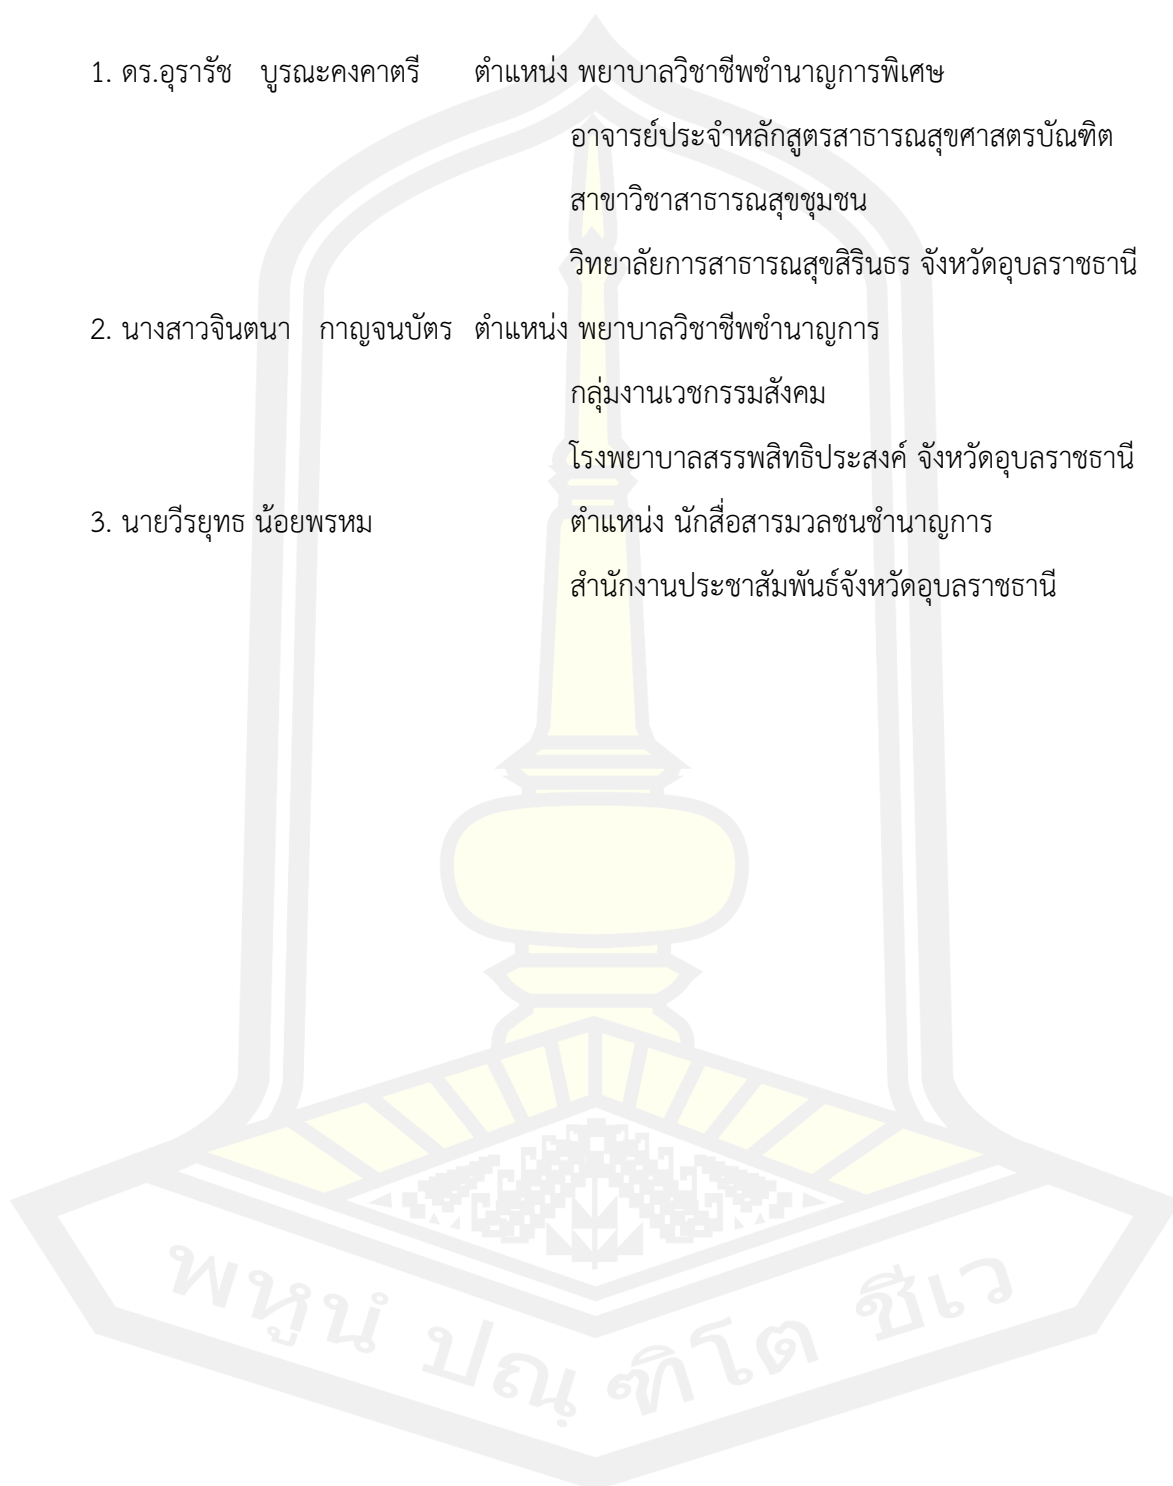 1. ดร.อุรารัช บูรณะคงคาตรี ตำแหน่ง พยาบาลวิชาชีพชำนาญการพิเศษ
อาจารย์ประจำหลักสูตรสาธารณสุขศาสตรบัณฑิต
สาขาวิชาสาธารณสุขชุมชน
วิทยาลัยการสาธารณสุขสิรินธร จังหวัดอุบลราชธานี
2. นางสาวจินตนา กาญจนบัตร ตำแหน่ง พยาบาลวิชาชีพชำนาญการ
กลุ่มงานเวชกรรมสังคม
โรงพยาบาลสรรพสิทธิประสงค์ จังหวัดอุบลราชธานี
3. นายวีรยุทธ น้อยพรหม ตำแหน่ง นักสื่อสารมวลชนชำนาญการ
สำนักงานประชาสัมพันธ์จังหวัดอุบลราชธานี
พหูนํ ปณฺฑิโต ชีเว